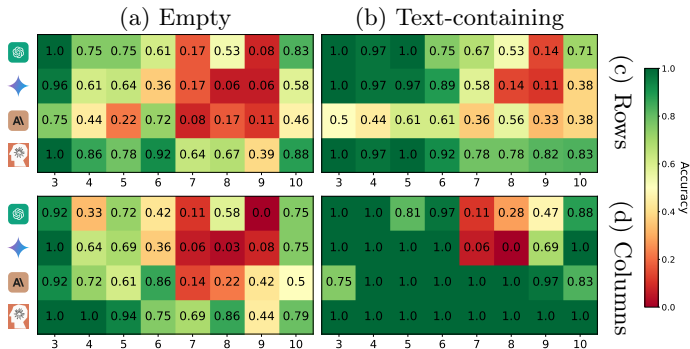 (a) Empty (b) Text-containing
1.0 0.75 0.75 0.61 0.17 0.53 0.08 0.83 1.0 0.97 1.0 0.75 0.67 0.53 0.14 0.71
0.96 0.61 0.64 0.36 0.17 0.06 0.06 0.58 1.0 0.97 0.97 0.89 0.58 0.14 0.11 0.38
A\ 0.75 0.44 0.22 0.72 0.08 0.17 0.11 0.46 0.5 0.44 0.61 0.61 0.36 0.56 0.33 0.38
1.0 0.86 0.78 0.92 0.64 0.67 0.39 0.88 1.0 0.97 1.0 0.92 0.78 0.78 0.82 0.83
3 4 5 6 7 8 9 10 3 4 5 6 7 8 9 10
(c) Rows
0.92 0.33 0.72 0.42 0.11 0.58 0.0 0.75 1.0 1.0 0.81 0.97 0.11 0.28 0.47 0.88
1.0 0.64 0.69 0.36 0.06 0.03 0.08 0.75 1.0 1.0 1.0 1.0 0.06 0.0 0.69 1.0
A\ 0.92 0.72 0.61 0.86 0.14 0.22 0.42 0.5 0.75 1.0 1.0 1.0 1.0 1.0 0.97 0.83
1.0 1.0 0.94 0.75 0.69 0.86 0.44 0.79 1.0 1.0 1.0 1.0 1.0 1.0 1.0 1.0
3 4 5 6 7 8 9 10 3 4 5 6 7 8 9 10
(d) Columns
1.0
0.8
0.6
0.4
0.2
0.0
Accuracy